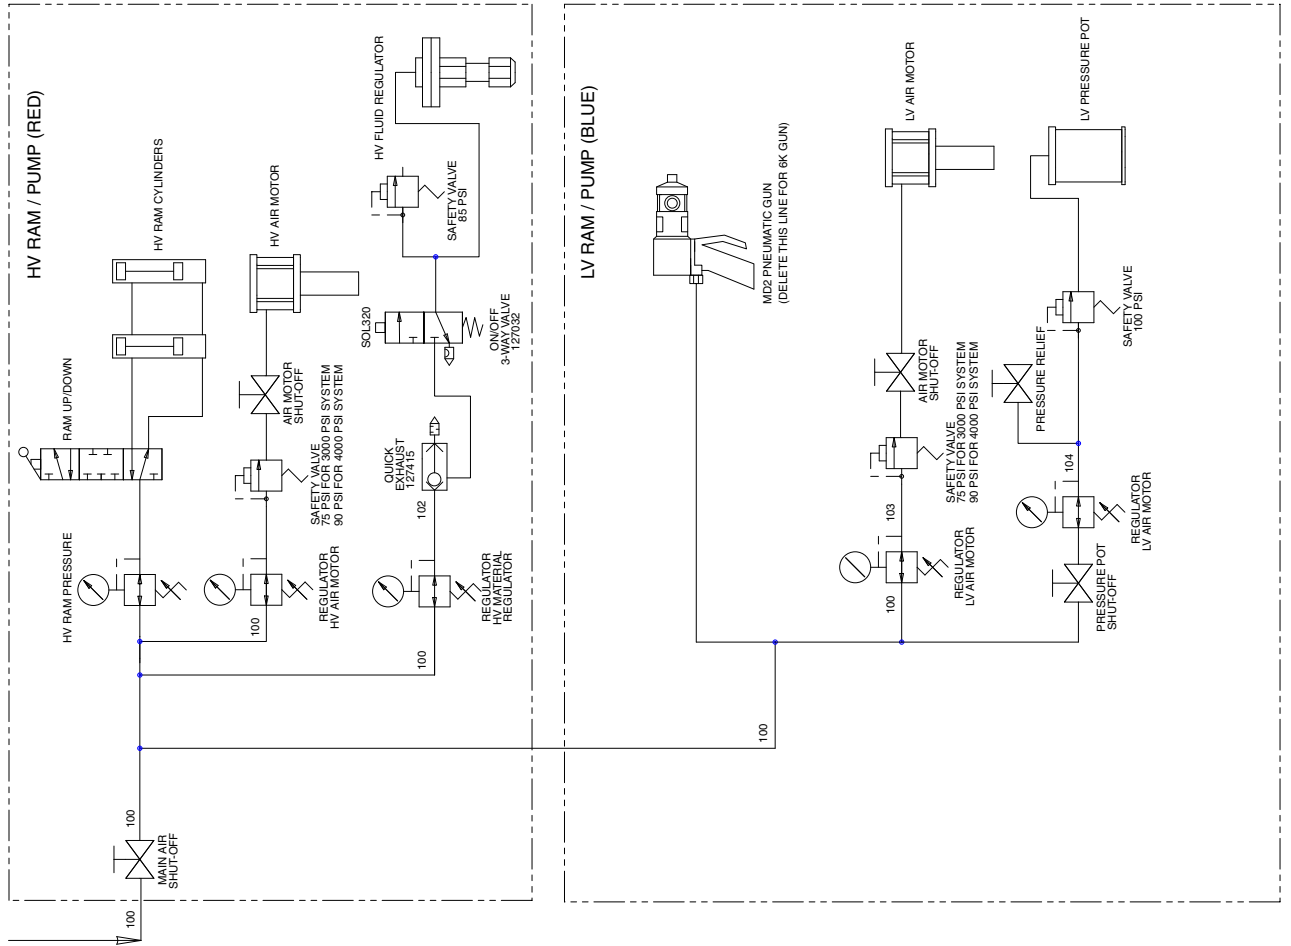 HV RAM / PUMP (RED)
HV RAM CYLINDERS
HV AIR MOTOR
HV FLUID REGULATOR
SAFETY VALVE
85 PSI
SOL320
ON/OFF
3-WAY VALVE
127032
RAM UP/DOWN
AIR MOTOR
SHUT-OFF
SAFETY VALVE
75 PSI FOR 3000 PSI SYSTEM
90 PSI FOR 4000 PSI SYSTEM
QUICK
EXHAUST
127415
102
HV RAM PRESSURE
REGULATOR
HV AIR MOTOR
100
REGULATOR
HV MATERIAL
REGULATOR
100
100
MAIN AIR
SHUT-OFF
100
LV RAM / PUMP (BLUE)
MD2 PNEUMATIC GUN
(DELETE THIS LINE FOR 6K GUN)
LV AIR MOTOR
LV PRESSURE POT
AIR MOTOR
SHUT-OFF
SAFETY VALVE
75 PSI FOR 3000 PSI SYSTEM
90 PSI FOR 4000 PSI SYSTEM
103
REGULATOR
LV AIR MOTOR
100
SAFETY VALVE
100 PSI
PRESSURE RELIEF
104
REGULATOR
LV AIR MOTOR
PRESSURE POT
SHUT-OFF
100